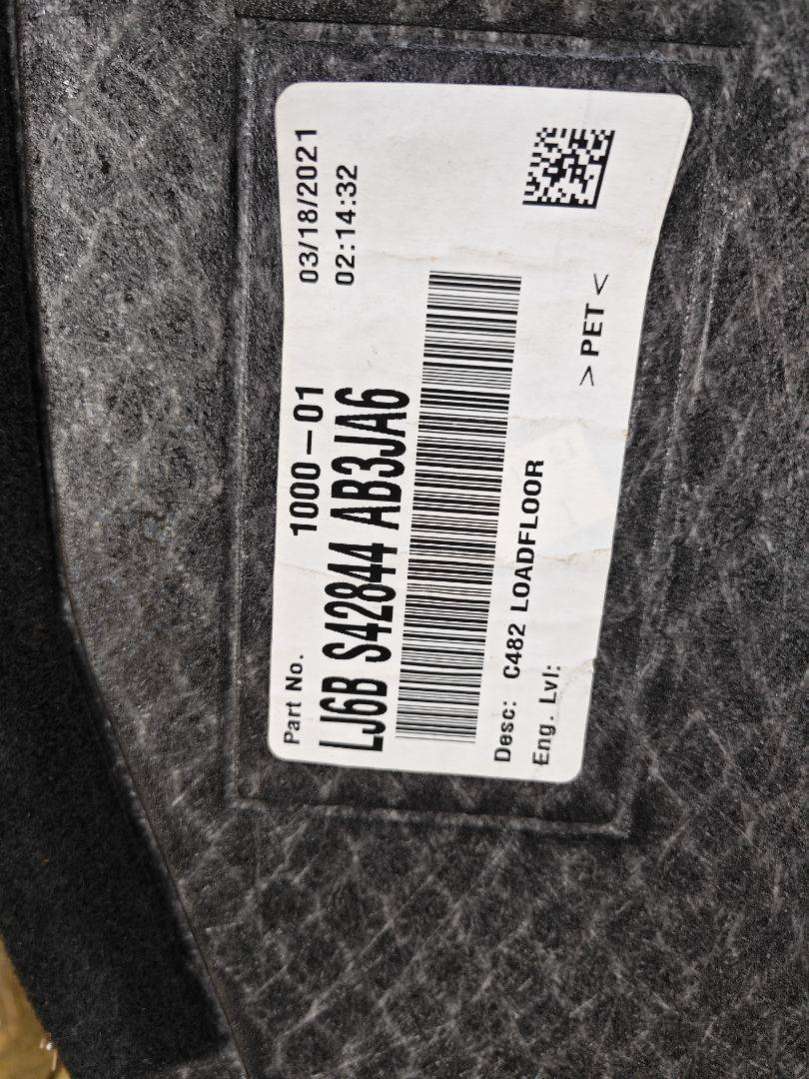 Part No. 1000-01 03/18/2021
LJ6B S42844 AB3JA6 02:14:32
Desc: C482 LOADFLOOR
Eng. Lvl:
> PET <